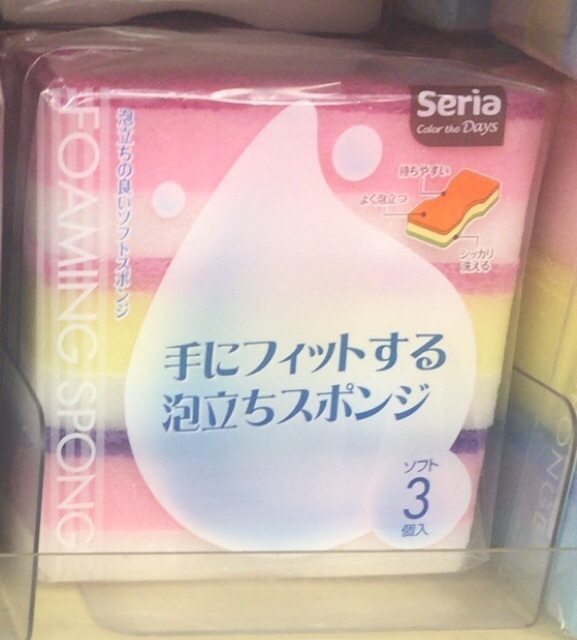 Seria
Color the Days
FOAMING SPONG
泡立ちの良いソフトスポンジ
持ちやすい
よく泡立つ
シッカリ
洗える
手にフィットする
泡立ちスポンジ
ソフト
3
個入
ONGE